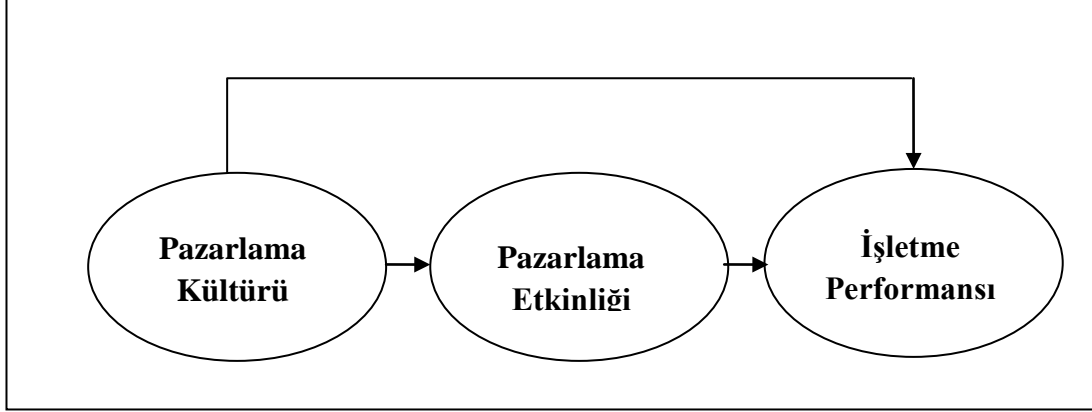 Pazarlama
Kültürü
Pazarlama
Etkinliği
İşletme
Performansı